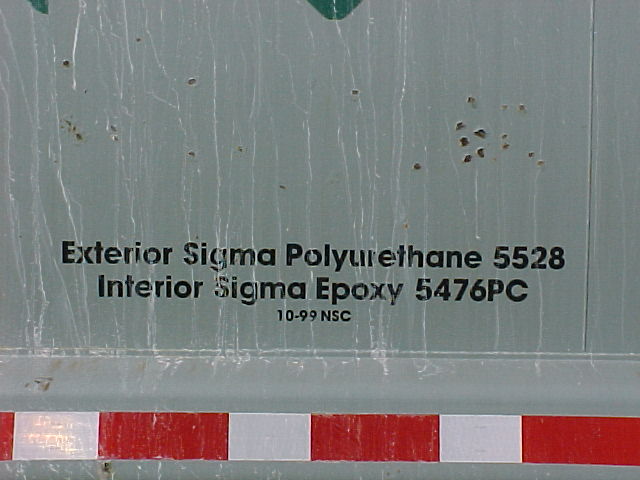 Exterior Sigma Polyurethane 5528
Interior Sigma Epoxy 5476PC
10-99 NSC